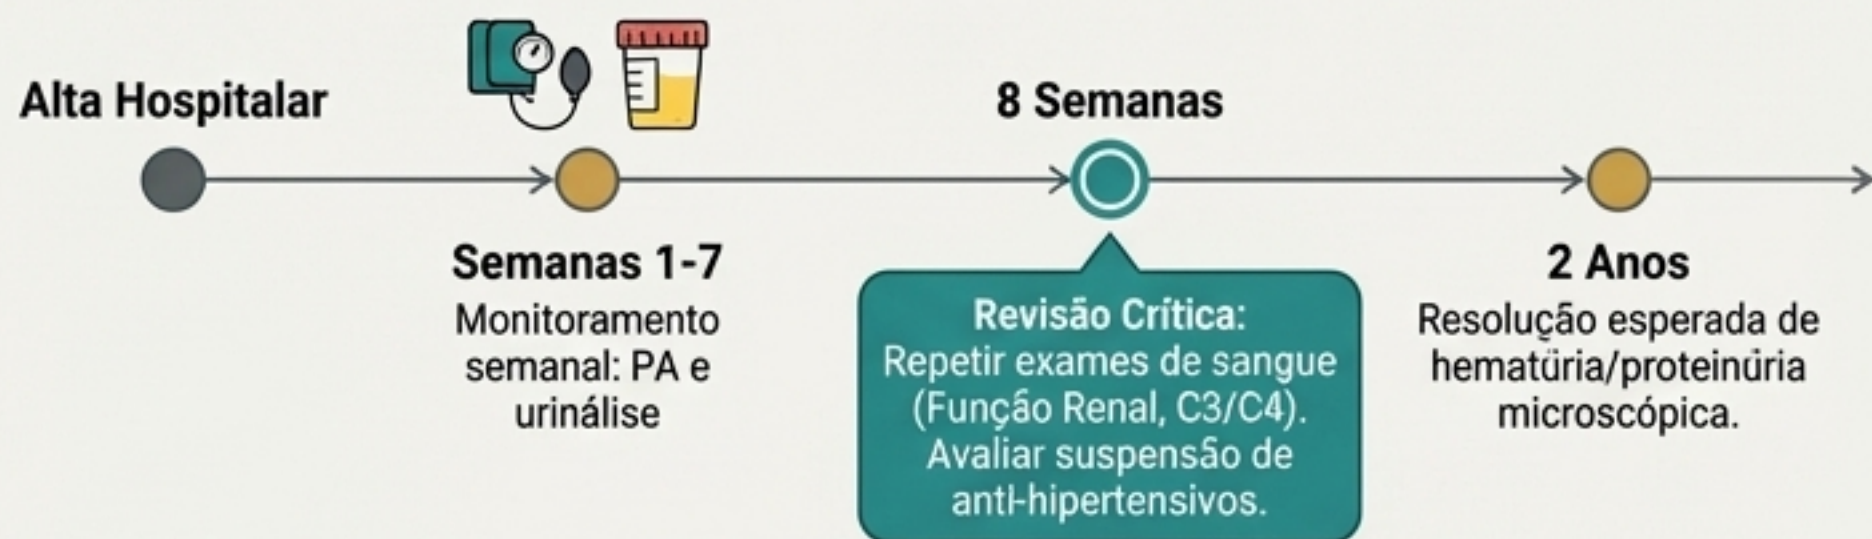 Alta Hospitalar
Semanas 1-7
Monitoramento
semanal: PA e
urinálise
8 Semanas
Revisão Crítica:
Repetir exames de sangue
(Função Renal, C3/C4).
Avaliar suspensão de
anti-hipertensivos.
2 Anos
Resolução esperada de
hematúria/proteinúria
microscópica.